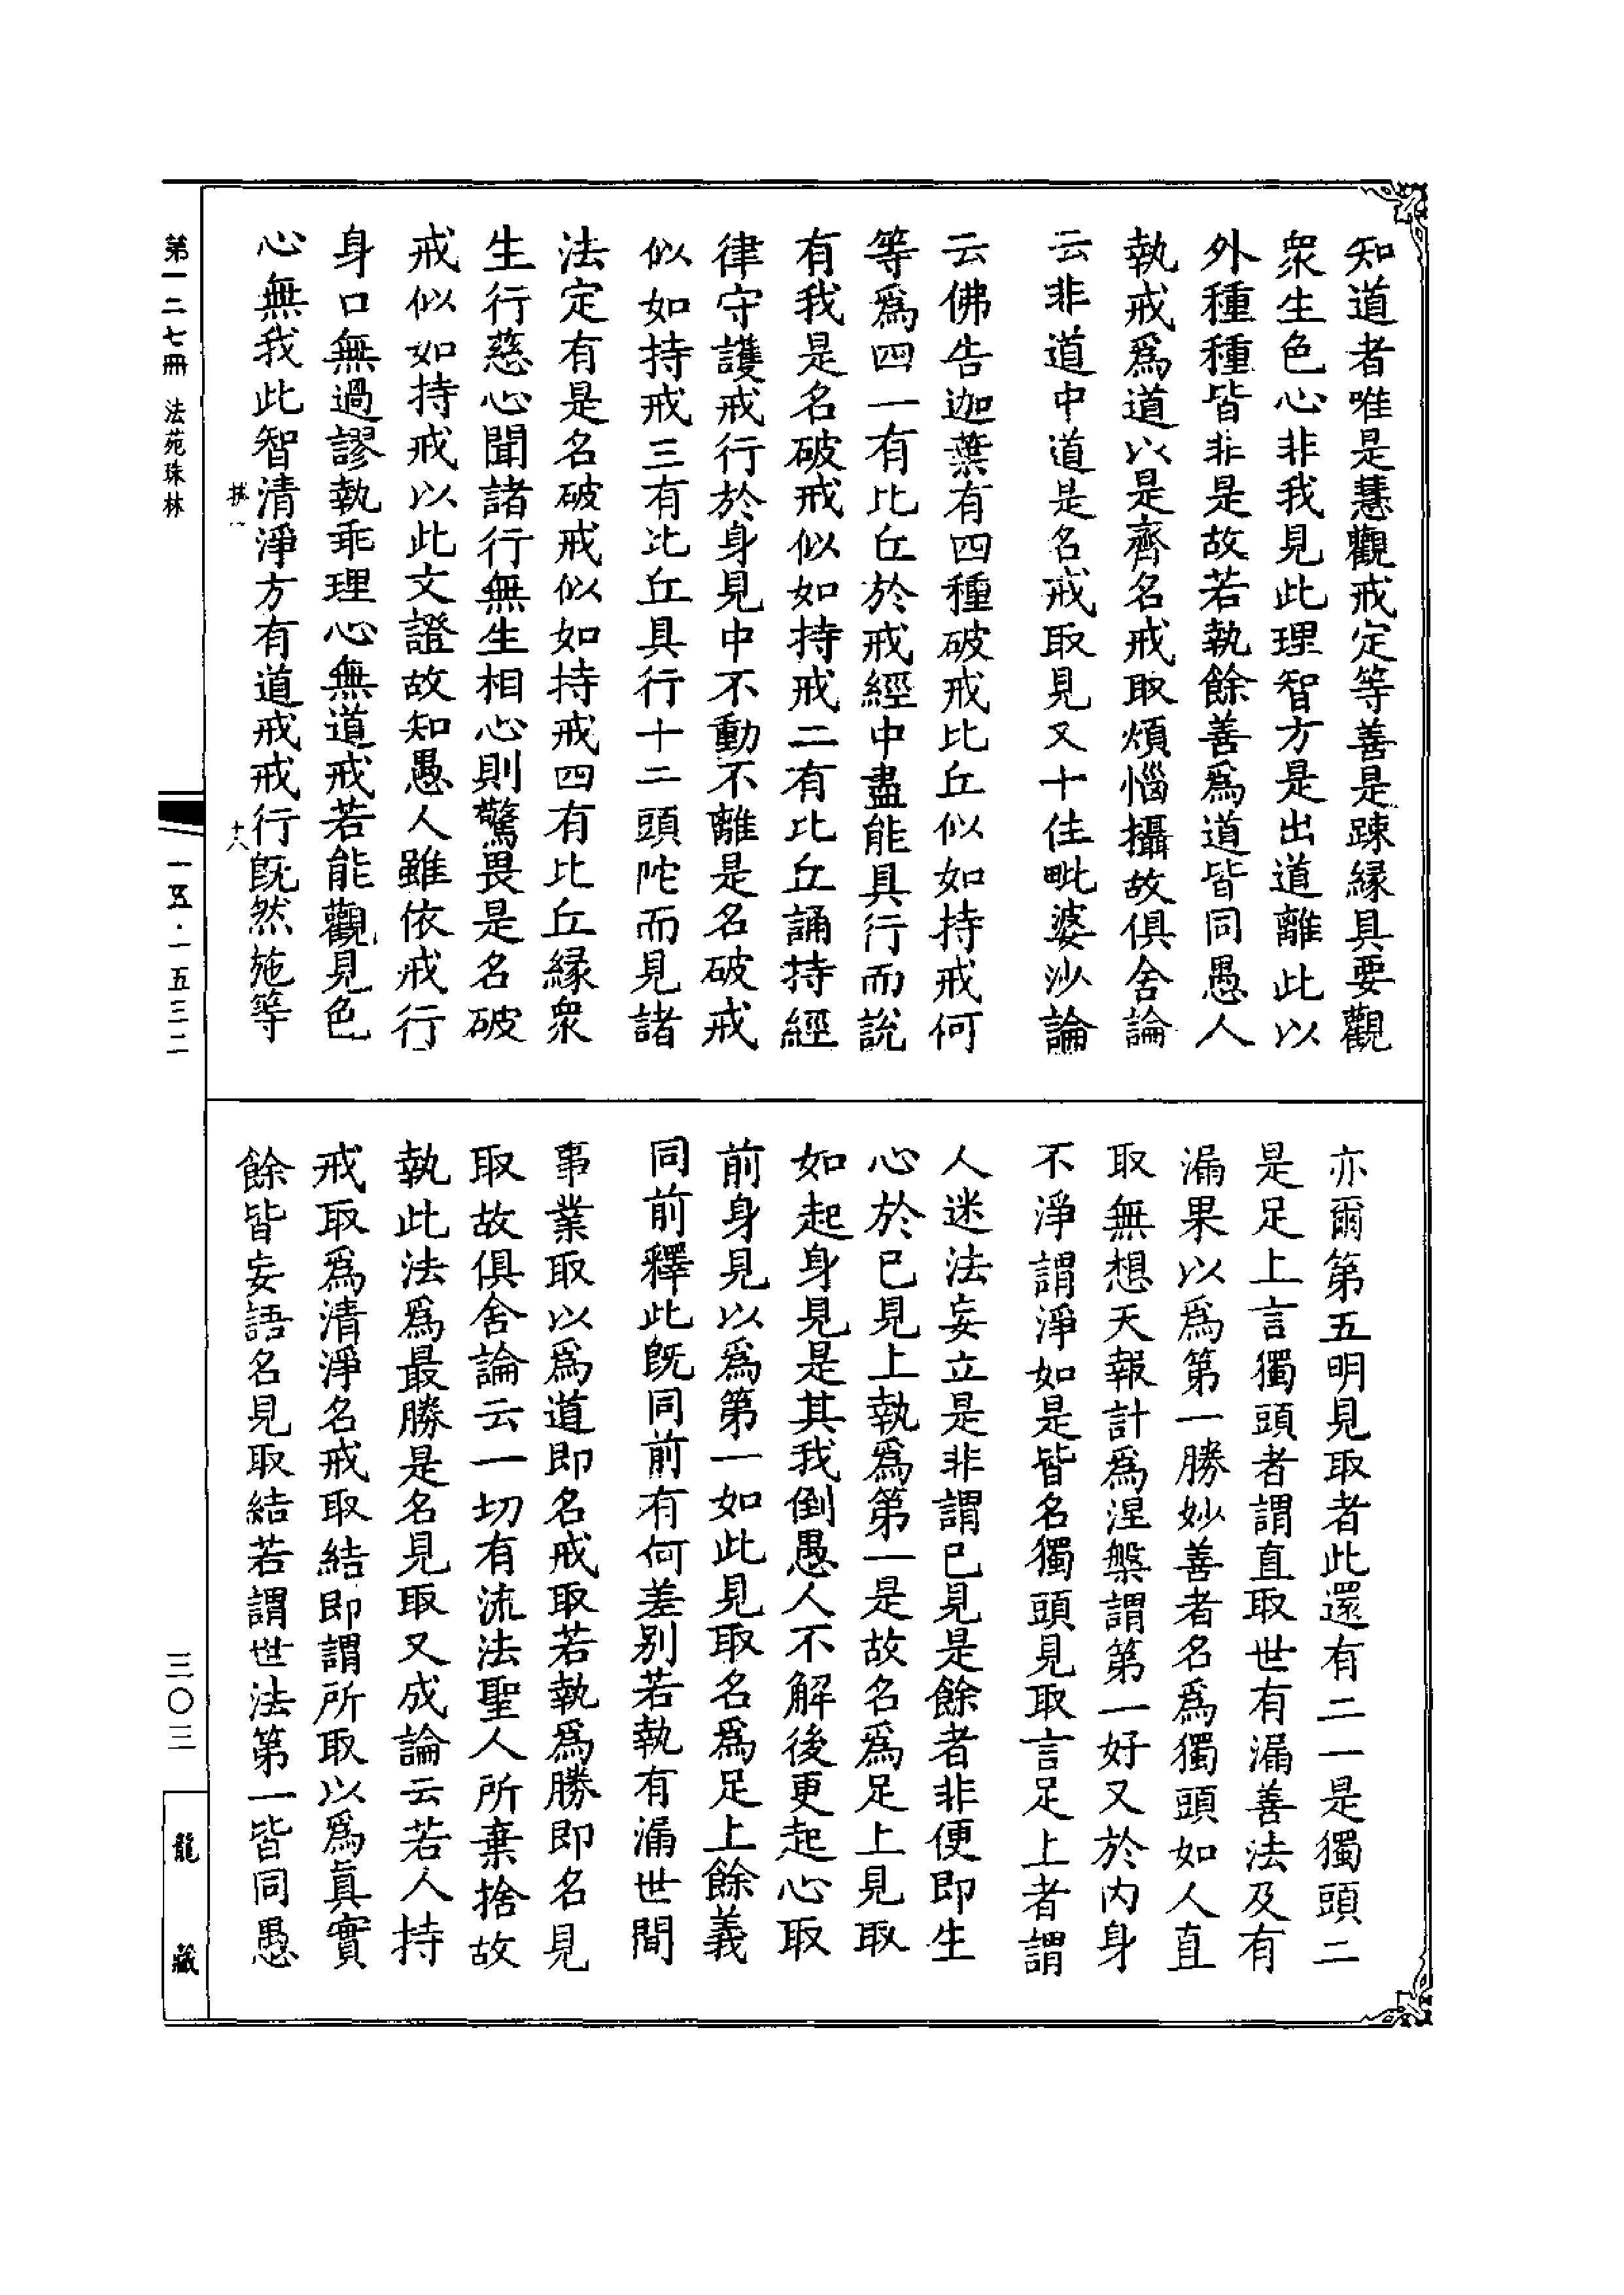 知道者唯是慧觀戒定等善是踈緣具要觀
衆生色心非我見此理智方是出道離此以
外種種皆非是故若執餘善爲道皆同愚人
執戒爲道以是齊名戒取煩惱攝故俱舍論
云非道中道是名戒取見又十住毗婆沙論
云佛告迦葉有四種破戒比丘似如持戒何
等爲四一有比丘於戒經中盡能具行而說
有我是名破戒似如持戒二有比丘誦持經
律守護戒行於身見中不動不離是名破戒
似如持戒三有比丘具行十二頭陀而見諸
法定有是名破戒似如持戒四有比丘緣衆
生行慈心聞諸行無生相心則驚畏是名破
戒似如持戒以此文證故知愚人雖依戒行
身口無過謬執乖理心無道戒若能觀見色
心無我此智清淨方有道戒戒行旣然施等
十八
亦爾第五明見取者此還有二一是獨頭二
是足上言獨頭者謂直取世有漏善法及有
漏果以爲第一勝妙善者名爲獨頭如人直
取無想天報計爲涅槃謂第一好又於内身
不淨謂淨如是皆名獨頭見取言足上者謂
人迷法妄立是非謂已見是餘者非便即生
心於已見上執爲第一是故名爲足上見取
如起身見是其我倒愚人不解後更起心取
前身見以爲第一如此見取名爲足上餘義
同前釋此旣同前有何差别若執有漏世間
事業取以爲道即名戒取若執爲勝即名見
取故俱舍論云一切有流法聖人所棄捨故
執此法爲最勝是名見取又成論云若人持
戒取爲清淨名戒取結即謂所取以爲真實
餘皆妄語名見取結若謂世法第一皆同愚
第一二七冊 法苑珠林
一五·一五三二
三〇三
龍藏